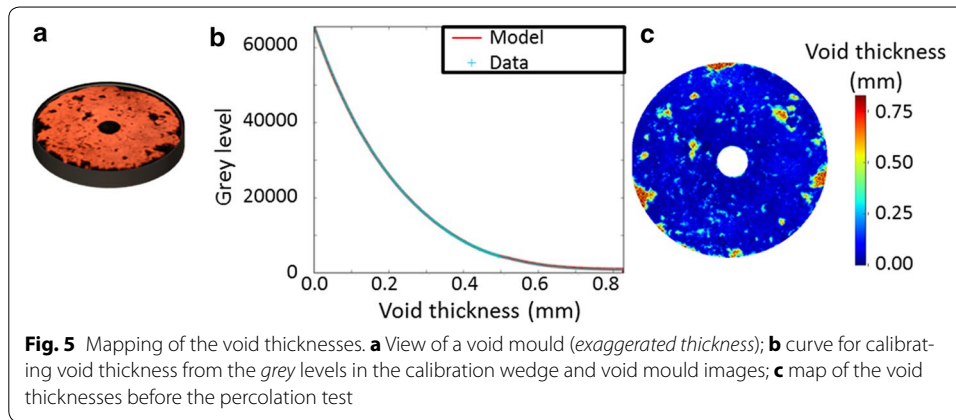 a
b
60000
40000
20000
0
Grey level
0.0 0.2 0.4 0.6 0.8
Void thickness (mm)
Model
Data
c
Void thickness
(mm)
0.75
0.50
0.25
0.00
Fig. 5 Mapping of the void thicknesses. a View of a void mould (exaggerated thickness); b curve for calibrat-
ing void thickness from the grey levels in the calibration wedge and void mould images; c map of the void
thicknesses before the percolation test